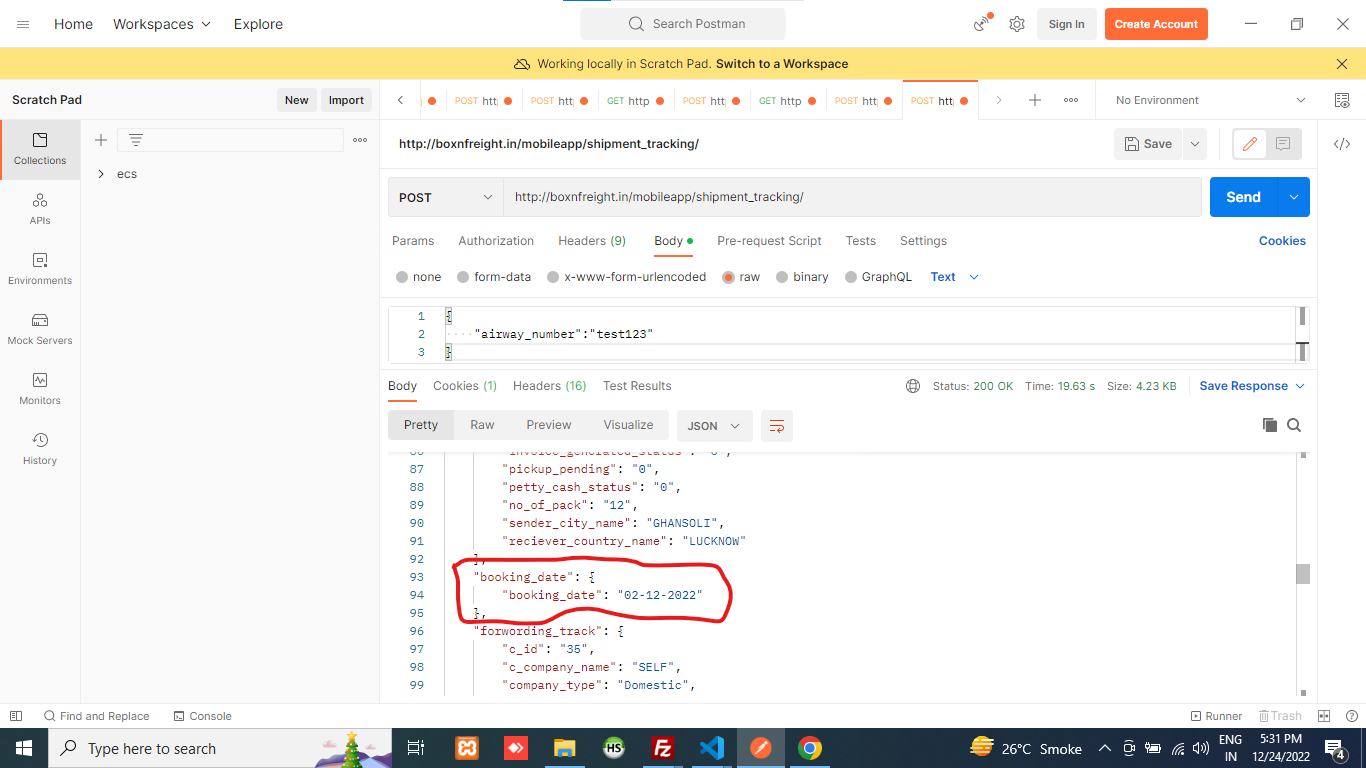 Home Workspaces Explore Search Postman Sign In Create Account
Working locally in Scratch Pad. Switch to a Workspace
Scratch Pad New Import
POST htt POST htt GET http POST htt GET http POST htt POST htt No Environment
Collections
ecs
APIs
Environments
Mock Servers
Monitors
History
http://boxnfreight.in/mobileapp/shipment_tracking/ Save
POST http://boxnfreight.in/mobileapp/shipment_tracking/ Send
Params Authorization Headers (9) Body Pre-request Script Tests Settings Cookies
none form-data x-www-form-urlencoded raw binary GraphQL Text
1 {
2 "airway_number":"test123"
3 }
Body Cookies (1) Headers (16) Test Results Status: 200 OK Time: 19.63 s Size: 4.23 KB Save Response
Pretty Raw Preview Visualize JSON
87 "pickup_pending": "0",
88 "petty_cash_status": "0",
89 "no_of_pack": "12",
90 "sender_city_name": "GHANSOLI",
91 "reciever_country_name": "LUCKNOW"
92 },
93 "booking_date": {
94 "booking_date": "02-12-2022"
95 },
96 "forwording_track": {
97 "c_id": "35",
98 "c_company_name": "SELF",
99 "company_type": "Domestic",
Find and Replace Console Runner Trash
Type here to search HS Fz 26°C Smoke ENG 5:31 PM
IN 12/24/2022 4